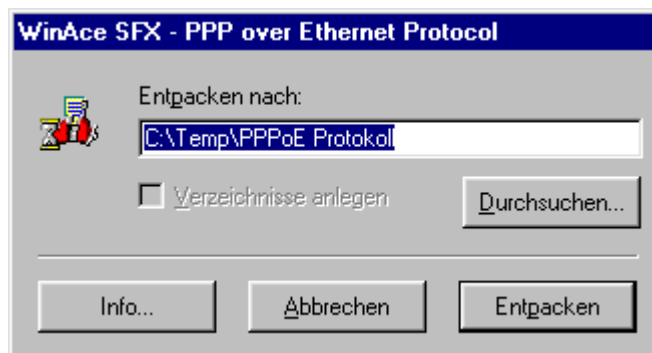 WinAce SFX - PPP over Ethernet Protocol
Entpacken nach:
C:\Temp\PPPoE Protokoll
Verzeichnisse anlegen
Durchsuchen...
Info...
Abbrechen
Entpacken